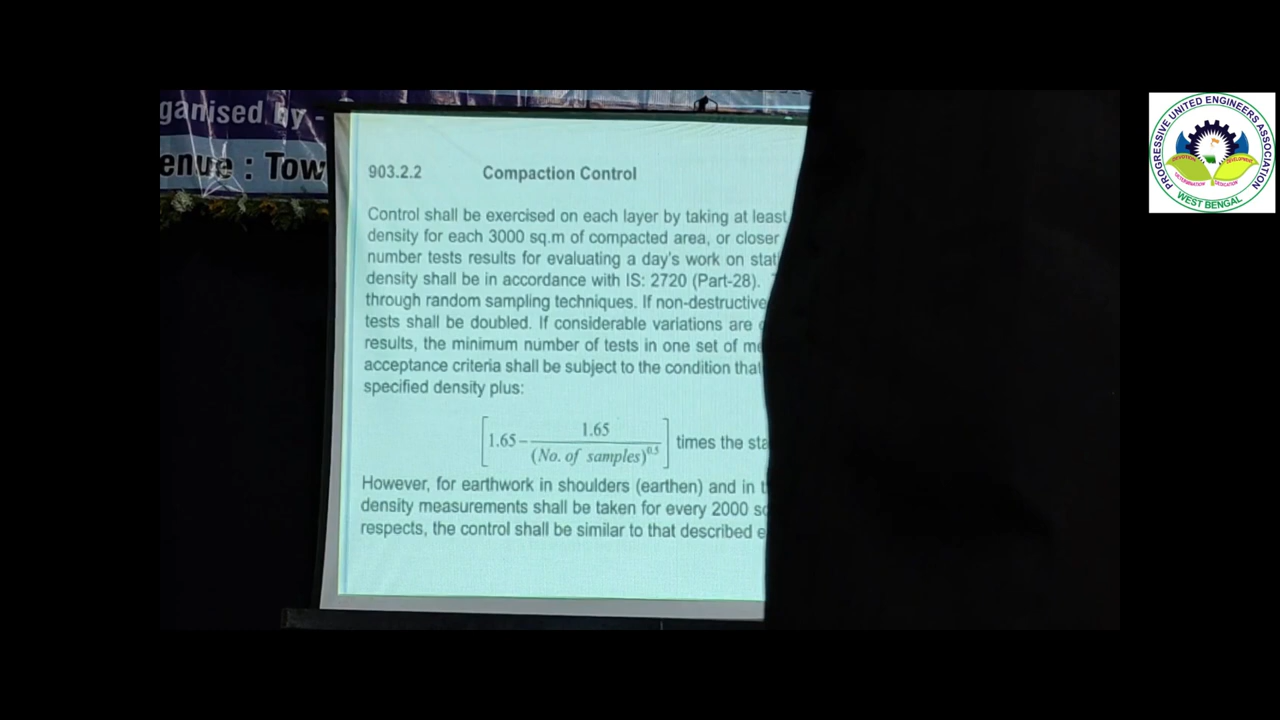 ganised by -
enue : Tow
903.2.2 Compaction Control
Control shall be exercised on each layer by taking at least
density for each 3000 sq.m of compacted area, or closer
number tests results for evaluating a day's work on stat
density shall be in accordance with IS: 2720 (Part-28).
through random sampling techniques. If non-destructive
tests shall be doubled. If considerable variations are
results, the minimum number of tests in one set of me
acceptance criteria shall be subject to the condition that
specified density plus:
[1.65 - 1.65 / (No. of samples)^0.5] times the sta
However, for earthwork in shoulders (earthen) and in t
density measurements shall be taken for every 2000 sq
respects, the control shall be similar to that described e
PROGRESSIVE UNITED ENGINEERS ASSOCIATION
DEVOTION
DEVELOPMENT
DETERMINATION
DEDICATION
WEST BENGAL